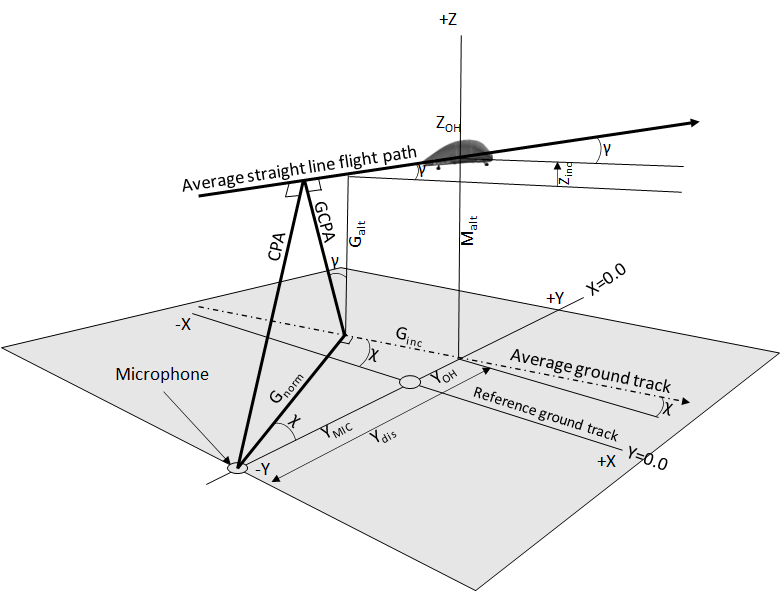 +Z
Z_OH
Average straight line flight path
γ
γ
Z_inc
GCPA
CPA
G_alt
M_alt
γ
X=0.0
+Y
-X
G_inc
χ
Average ground track
Microphone
Y_OH
G_norm
Reference ground track
χ
χ
Y_MIC
Y_dis
+X
Y=0.0
-Y